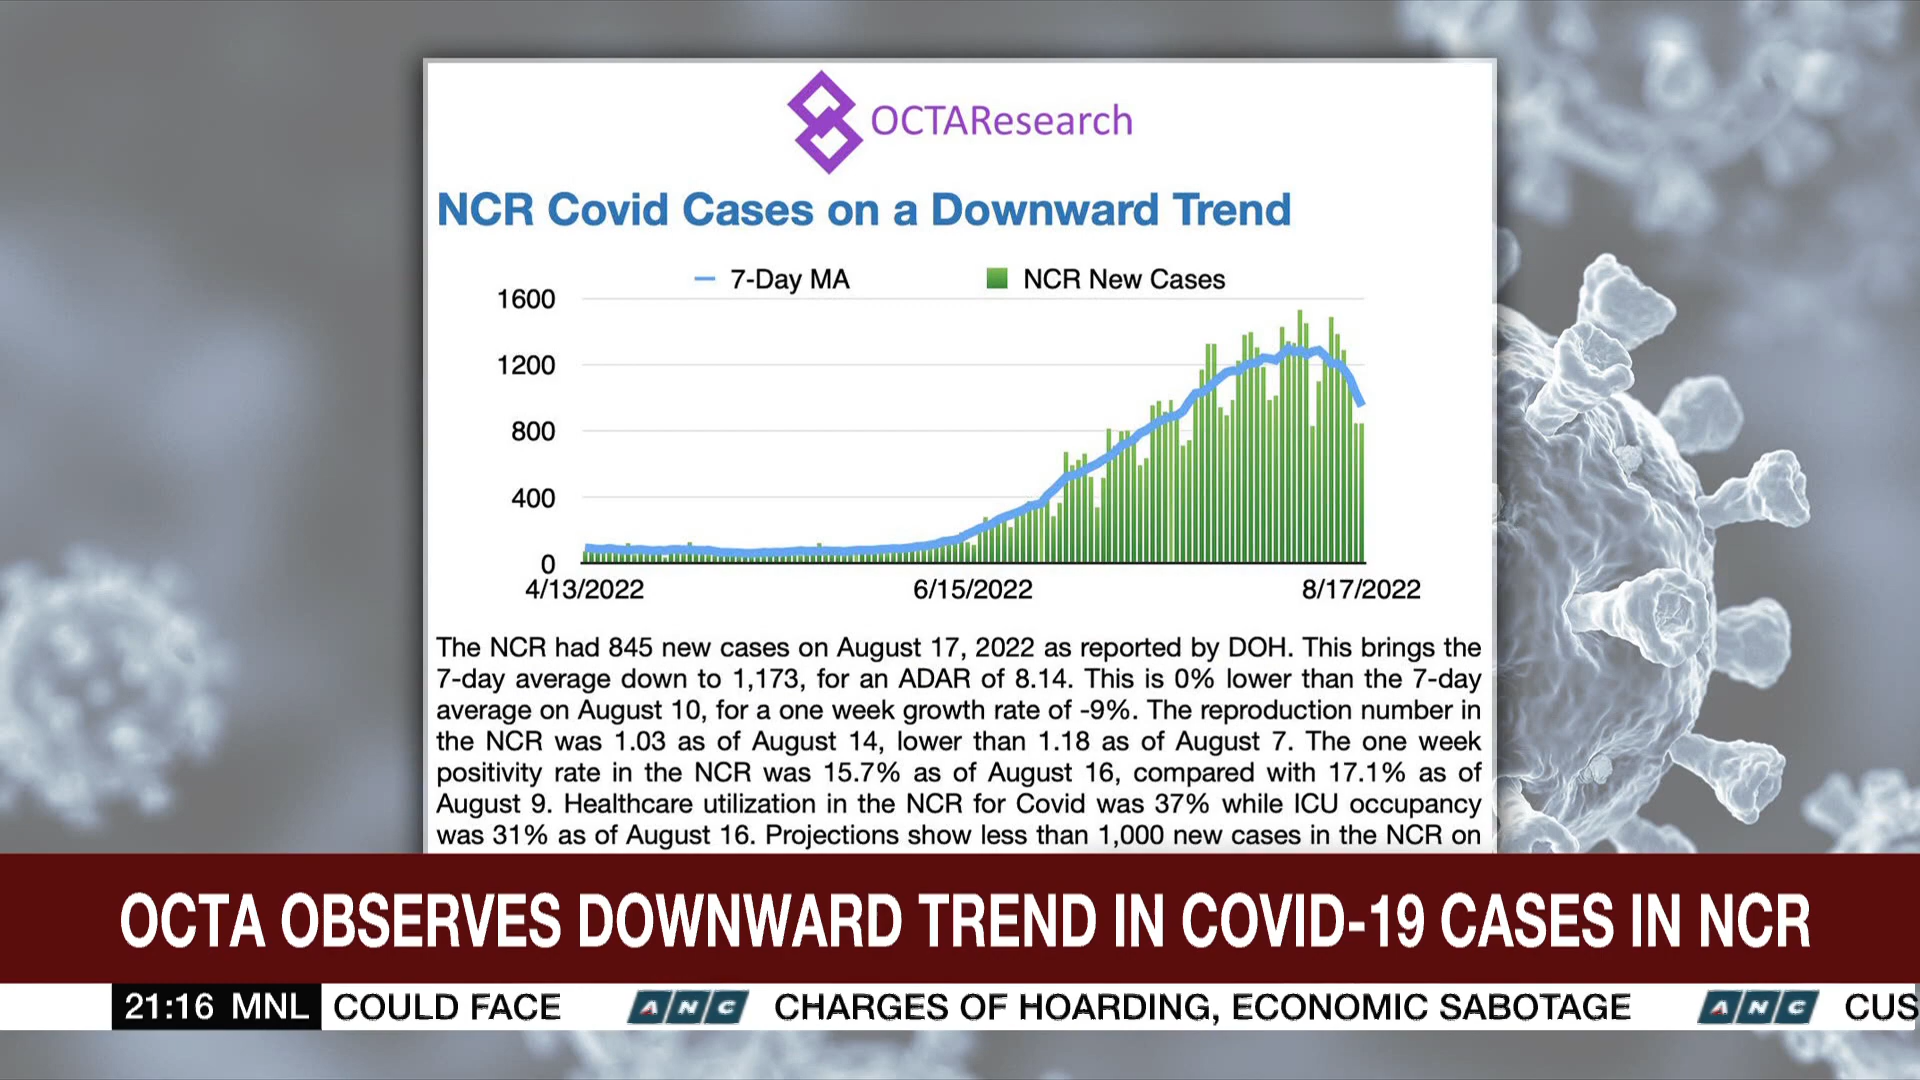 OCTAResearch
NCR Covid Cases on a Downward Trend
7-Day MA NCR New Cases
1600
1200
800
400
0
4/13/2022 6/15/2022 8/17/2022
The NCR had 845 new cases on August 17, 2022 as reported by DOH. This brings the
7-day average down to 1,173, for an ADAR of 8.14. This is 0% lower than the 7-day
average on August 10, for a one week growth rate of -9%. The reproduction number in
the NCR was 1.03 as of August 14, lower than 1.18 as of August 7. The one week
positivity rate in the NCR was 15.7% as of August 16, compared with 17.1% as of
August 9. Healthcare utilization in the NCR for Covid was 37% while ICU occupancy
was 31% as of August 16. Projections show less than 1,000 new cases in the NCR on
OCTA OBSERVES DOWNWARD TREND IN COVID-19 CASES IN NCR
21:16 MNL COULD FACE ANC CHARGES OF HOARDING, ECONOMIC SABOTAGE ANC CUS